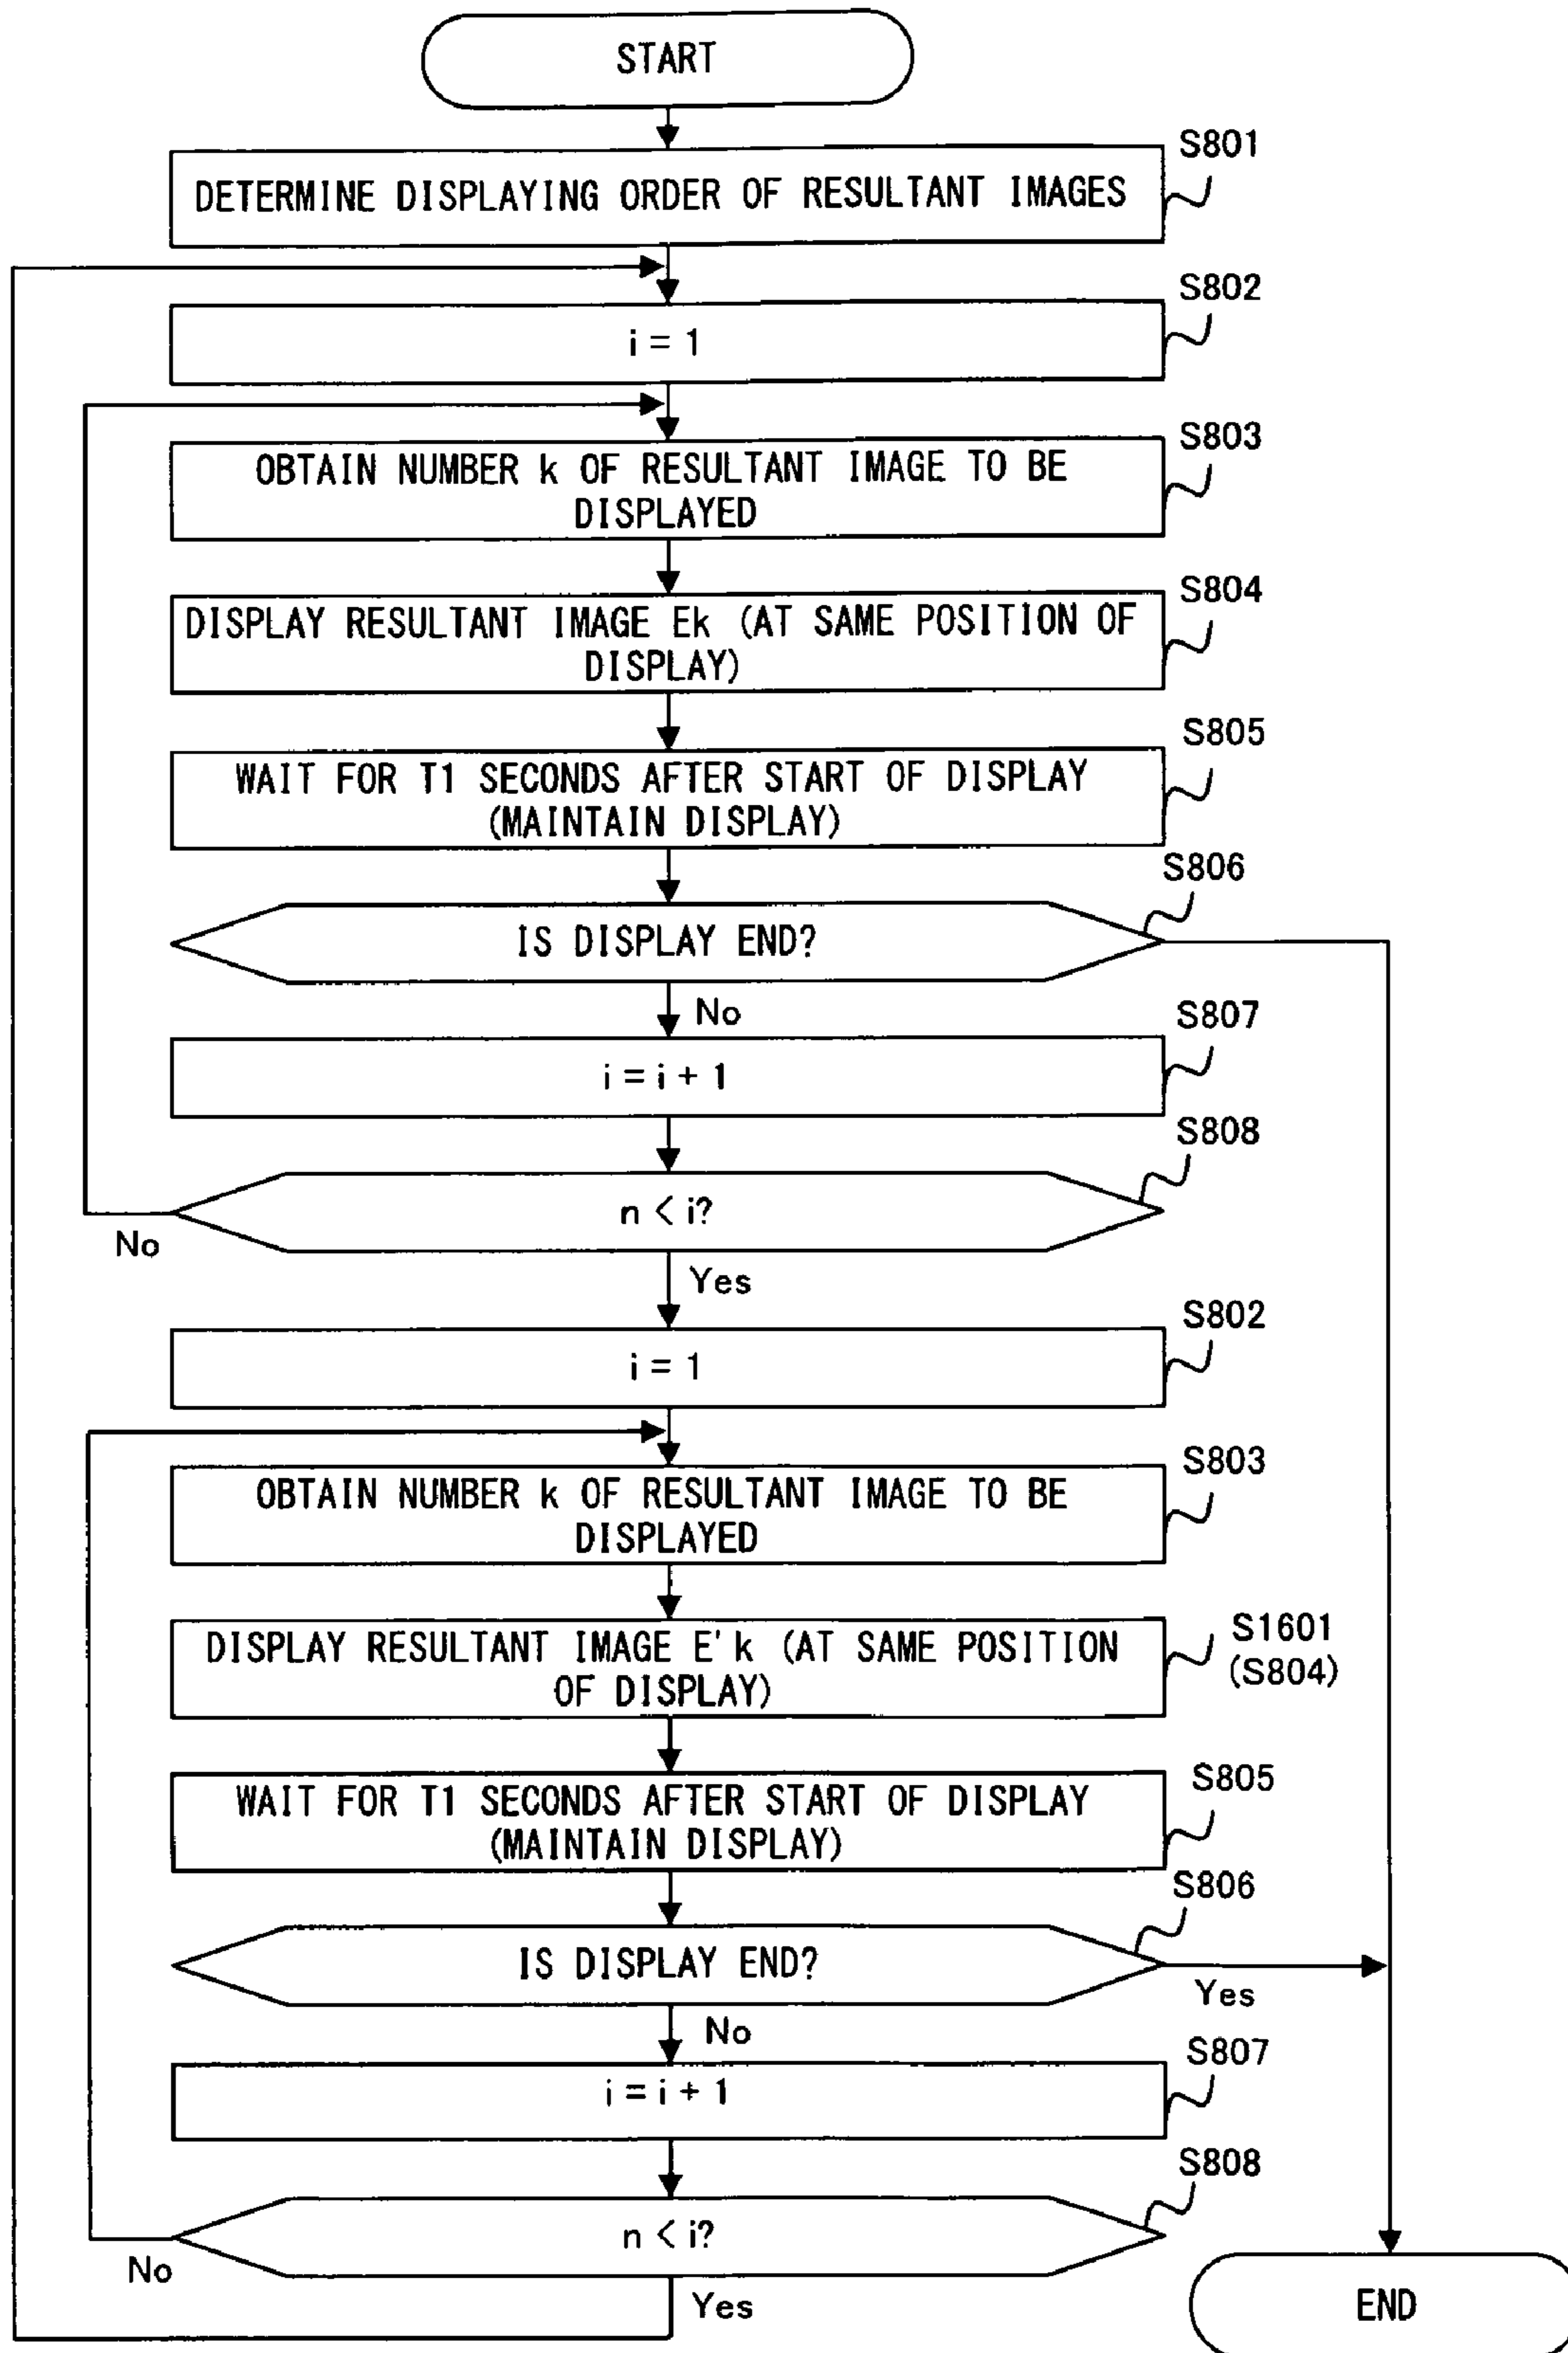 START
S801
DETERMINE DISPLAYING ORDER OF RESULTANT IMAGES
S802
i = 1
S803
OBTAIN NUMBER k OF RESULTANT IMAGE TO BE
DISPLAYED
S804
DISPLAY RESULTANT IMAGE Ek (AT SAME POSITION OF
DISPLAY)
S805
WAIT FOR T1 SECONDS AFTER START OF DISPLAY
(MAINTAIN DISPLAY)
S806
IS DISPLAY END?
No
S807
i = i + 1
S808
n < i?
No
Yes
S802
i = 1
S803
OBTAIN NUMBER k OF RESULTANT IMAGE TO BE
DISPLAYED
S1601
(S804)
DISPLAY RESULTANT IMAGE E'k (AT SAME POSITION
OF DISPLAY)
S805
WAIT FOR T1 SECONDS AFTER START OF DISPLAY
(MAINTAIN DISPLAY)
S806
IS DISPLAY END?
Yes
No
S807
i = i + 1
S808
n < i?
No
Yes
END